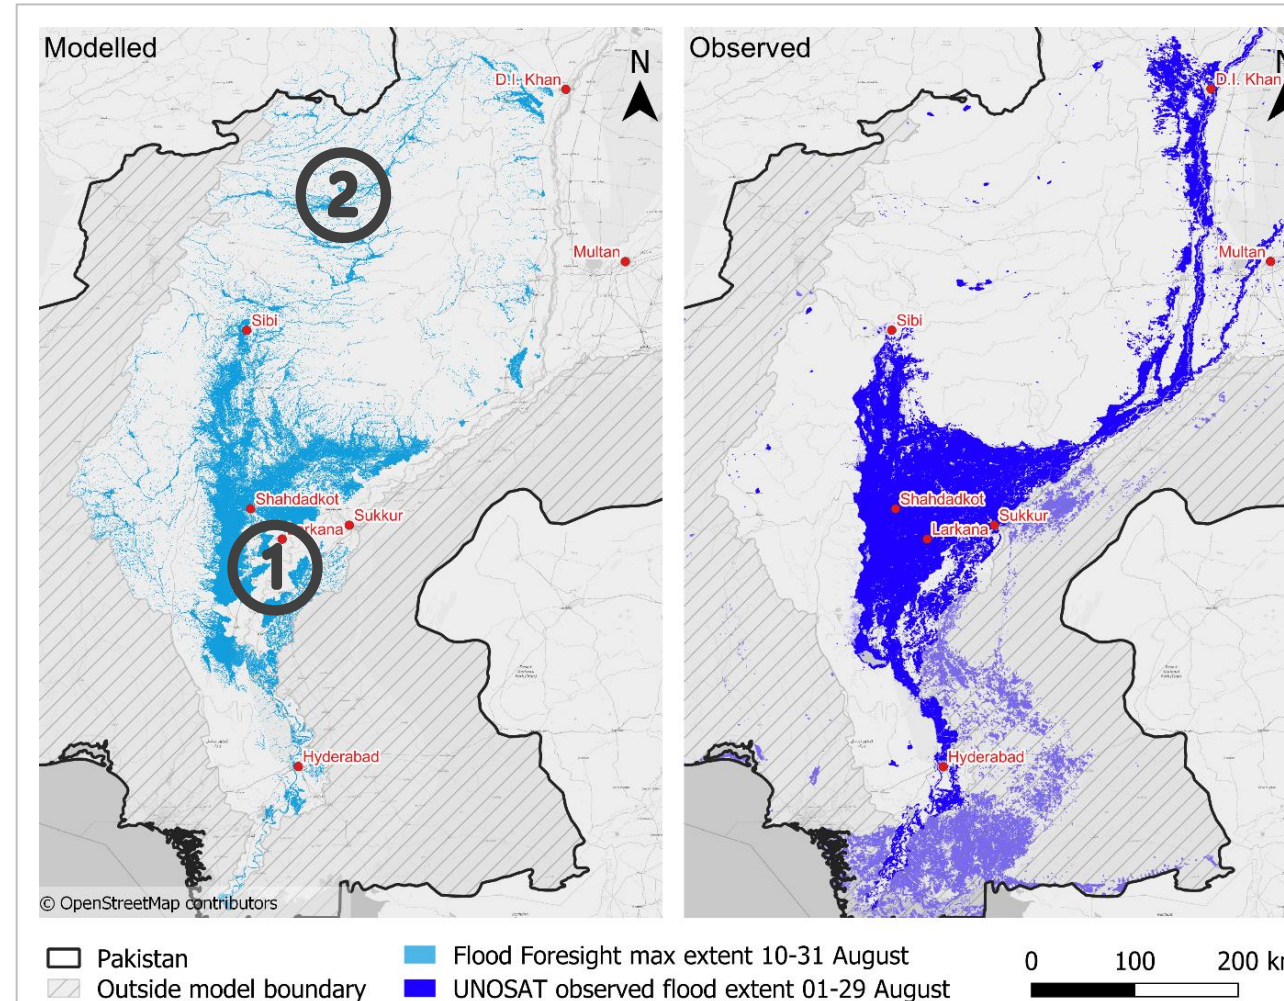 Modelled
N
D.I. Khan
2
Multan
Sibi
Shahdadkot
Sukkur
arkana
1
Hyderabad
© OpenStreetMap contributors
Observed
N
D.I. Khan
Multan
Sibi
Shahdadkot
Sukkur
Larkana
Hyderabad
Pakistan
Outside model boundary
Flood Foresight max extent 10-31 August
UNOSAT observed flood extent 01-29 August
0 100 200 km